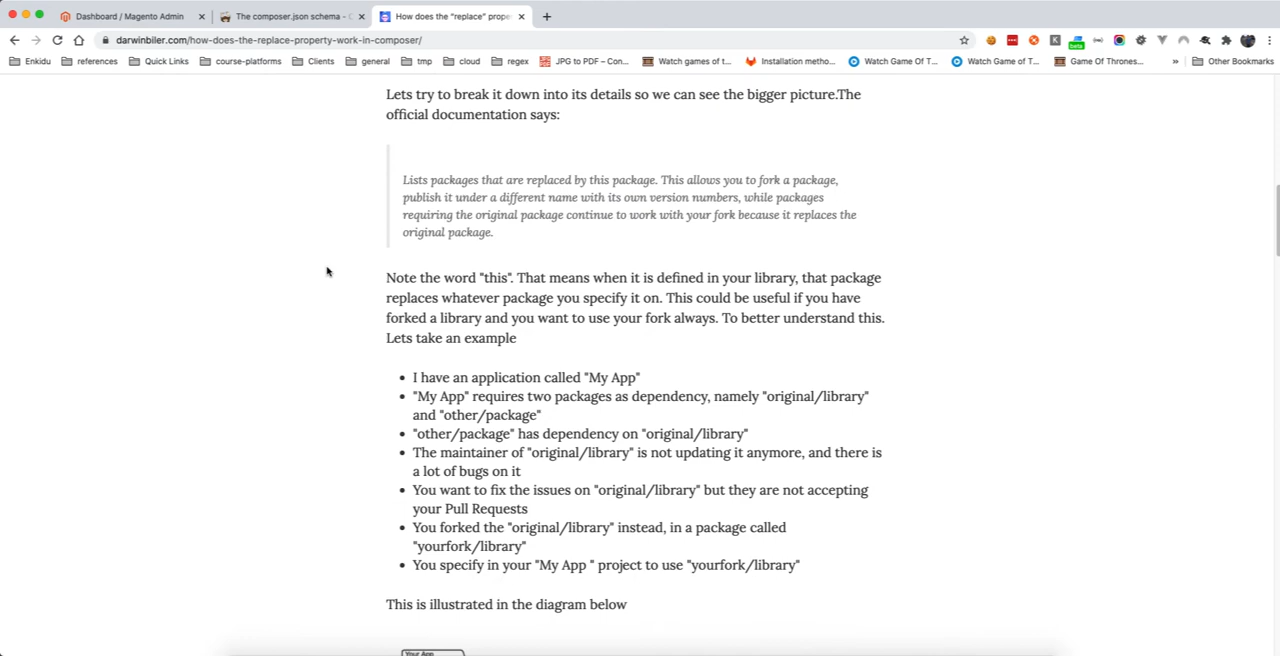 Dashboard / Magento Admin
The composer.json schema - C
How does the "replace" prope
darwinbiler.com/how-does-the-replace-property-work-in-composer/
beta
Enkidu
references
Quick Links
course-platforms
Clients
general
tmp
cloud
regex
JPG to PDF – Con...
Watch games of t...
Installation metho...
Watch Game Of T...
Watch Game of T...
Game Of Thrones...
»
Other Bookmarks
Lets try to break it down into its details so we can see the bigger picture.The
official documentation says:
Lists packages that are replaced by this package. This allows you to fork a package,
publish it under a different name with its own version numbers, while packages
requiring the original package continue to work with your fork because it replaces the
original package.
Note the word "this". That means when it is defined in your library, that package
replaces whatever package you specify it on. This could be useful if you have
forked a library and you want to use your fork always. To better understand this.
Lets take an example
• I have an application called "My App"
• "My App" requires two packages as dependency, namely "original/library"
and "other/package"
• "other/package" has dependency on "original/library"
• The maintainer of "original/library" is not updating it anymore, and there is
a lot of bugs on it
• You want to fix the issues on "original/library" but they are not accepting
your Pull Requests
• You forked the "original/library" instead, in a package called
"yourfork/library"
• You specify in your "My App " project to use "yourfork/library"
This is illustrated in the diagram below
Your App